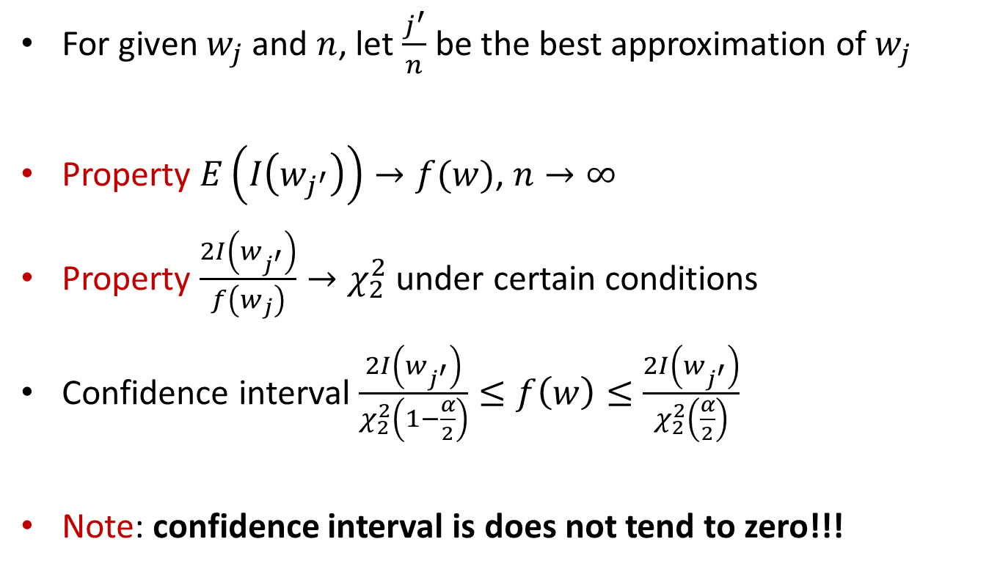 • For given $w_j$ and $n$, let $\frac{j'}{n}$ be the best approximation of $w_j$
• Property $E\left(I\left(w_{j'}\right)\right) \rightarrow f(w), n \rightarrow \infty$
• Property $\frac{2I\left(w_{j'}\right)}{f\left(w_j\right)} \rightarrow \chi_2^2$ under certain conditions
• Confidence interval $\frac{2I\left(w_{j'}\right)}{\chi_2^2\left(1-\frac{\alpha}{2}\right)} \leq f(w) \leq \frac{2I\left(w_{j'}\right)}{\chi_2^2\left(\frac{\alpha}{2}\right)}$
• Note: confidence interval is does not tend to zero!!!